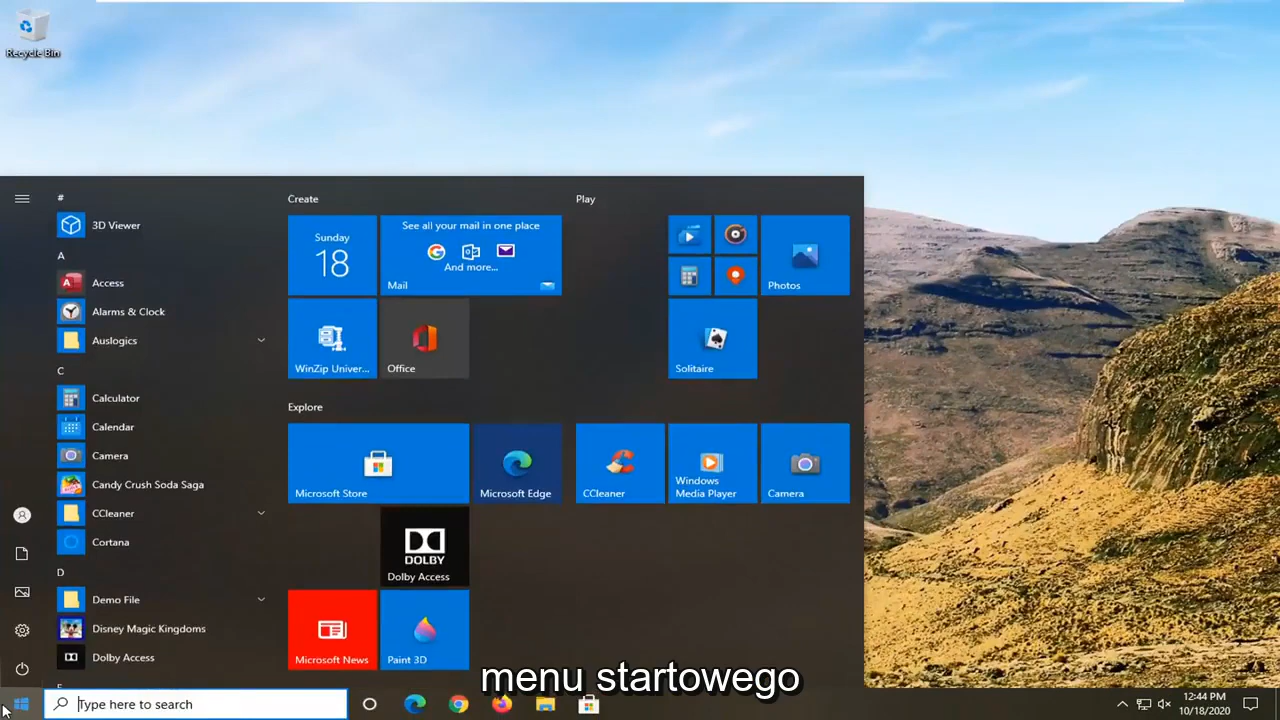 Recycle Bin
#
3D Viewer
A
Access
Alarms & Clock
Auslogics
C
Calculator
Calendar
Camera
Candy Crush Soda Saga
CCleaner
Cortana
D
Demo File
Disney Magic Kingdoms
Dolby Access
Create
Sunday
18
See all your mail in one place
And more...
Mail
WinZip Univer...
Office
Explore
Microsoft Store
Microsoft Edge
DOLBY
Dolby Access
Microsoft News
Paint 3D
Play
Photos
Solitaire
CCleaner
Windows
Media Player
Camera
menu startowego
Type here to search
12:44 PM
10/18/2020